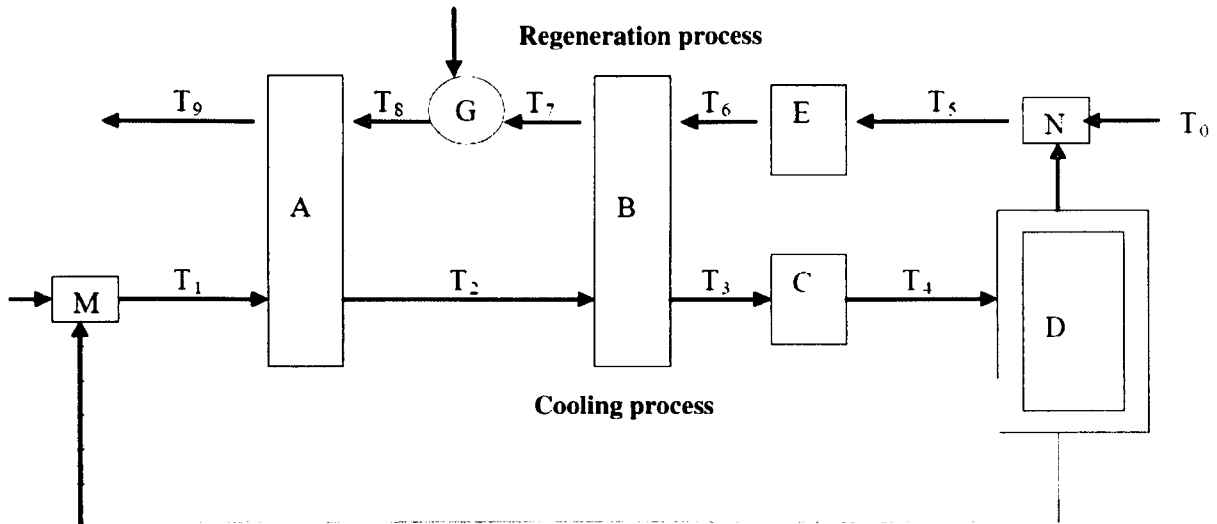 Regeneration process
T₉
T₈
G
T₇
T₆
E
T₅
N
T₀
A
B
M
T₁
T₂
T₃
C
T₄
D
Cooling process